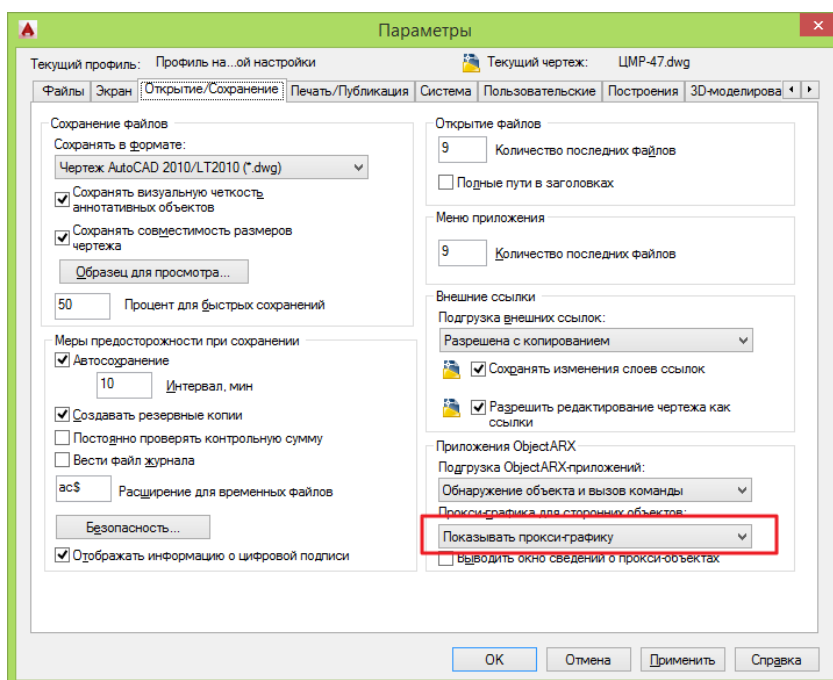 Параметры
Текущий профиль: Профиль на...ой настройки
Текущий чертеж: ЦМР-47.dwg
Файлы Экран Открытие/Сохранение Печать/Публикация Система Пользовательские Построения 3D-моделирова
Сохранение файлов
Сохранять в формате:
Чертеж AutoCAD 2010/LT2010 (*.dwg)
Сохранять визуальную четкость
аннотативных объектов
Сохранять совместимость размеров
чертежа
Образец для просмотра...
50 Процент для быстрых сохранений
Меры предосторожности при сохранении
Автосохранение
10 Интервал, мин
Создавать резервные копии
Постоянно проверять контрольную сумму
Вести файл журнала
ac$ Расширение для временных файлов
Безопасность...
Отображать информацию о цифровой подписи
Открытие файлов
9 Количество последних файлов
Полные пути в заголовках
Меню приложения
9 Количество последних файлов
Внешние ссылки
Подгрузка внешних ссылок:
Разрешена с копированием
Сохранять изменения слоев ссылок
Разрешить редактирование чертежа как
ссылки
Приложения ObjectARX
Подгрузка ObjectARX-приложений:
Обнаружение объекта и вызов команды
Прокси-графика для сторонних объектов:
Показывать прокси-графику
Выводить окно сведений о прокси-объектах
OK Отмена Применить Справка